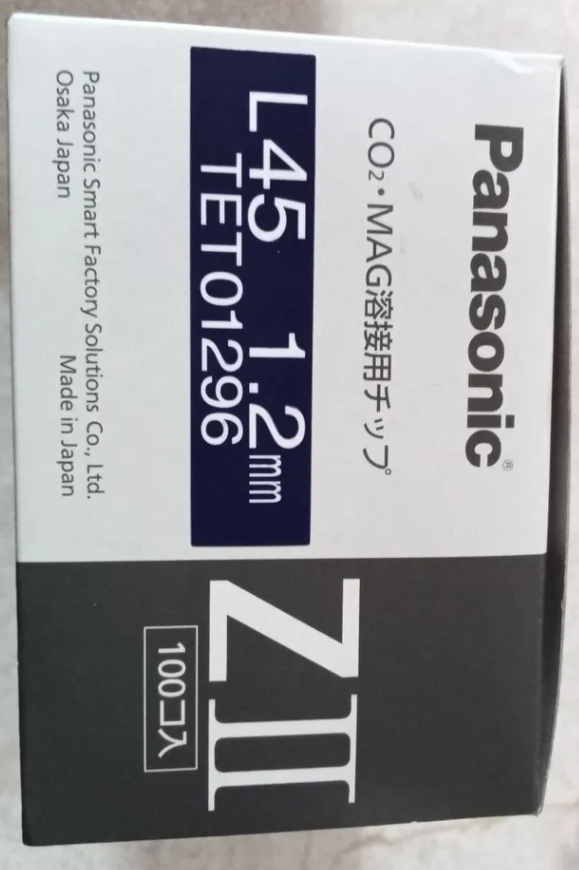 Panasonic®
CO₂・MAG溶接用チップ
L45 1.2mm
TET01296
Panasonic Smart Factory Solutions Co., Ltd.
Osaka Japan
Made in Japan
ZII
100コ入